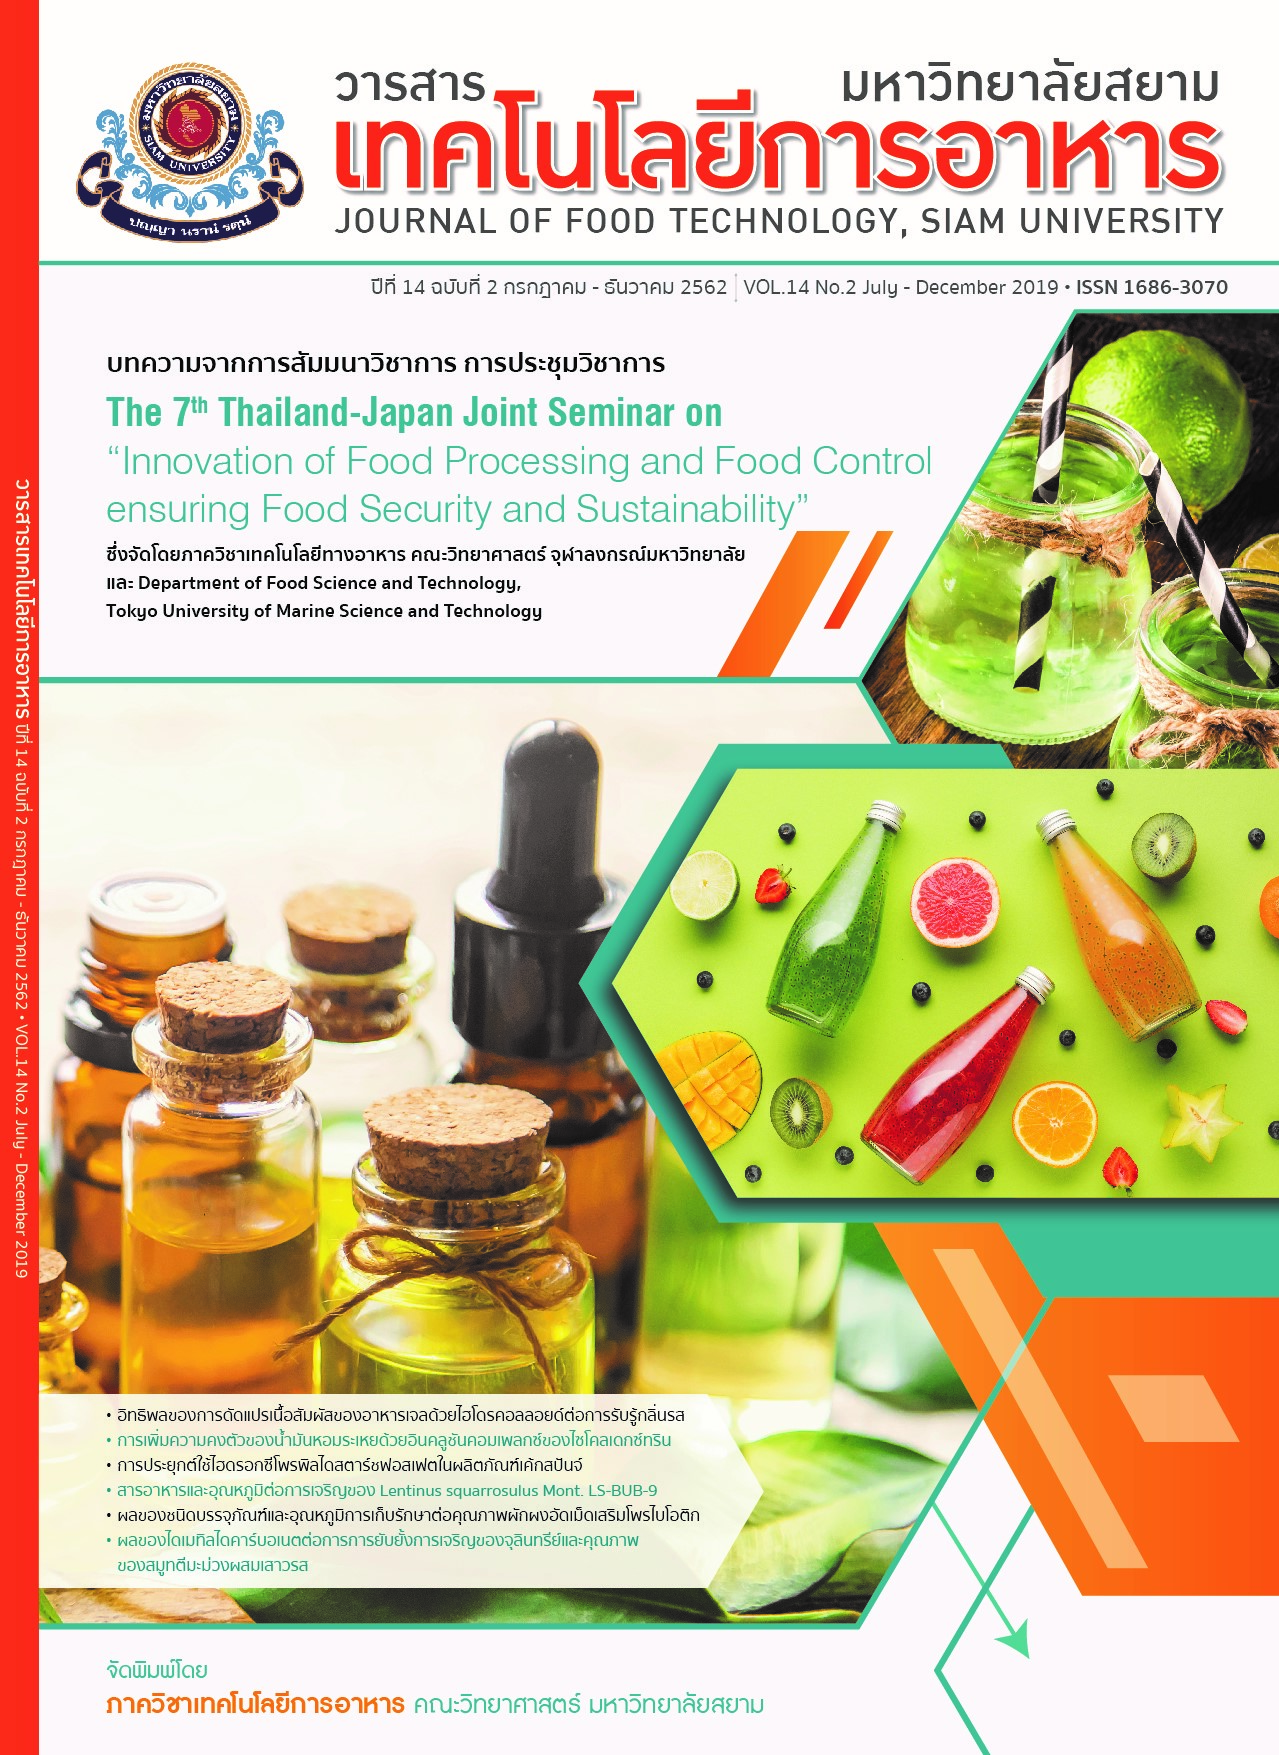 วารสาร
มหาวิทยาลัยสยาม
เทคโนโลยีการอาหาร
JOURNAL OF FOOD TECHNOLOGY, SIAM UNIVERSITY
มหาวิทยาลัยสยาม
SIAM UNIVERSITY
ปญฺญา นรานํ รตนํ
ปีที่ 14 ฉบับที่ 2 กรกฎาคม - ธันวาคม 2562 VOL.14 No.2 July - December 2019 • ISSN 1686-3070
บทความจากการสัมมนาวิชาการ การประชุมวิชาการ
The 7th Thailand-Japan Joint Seminar on
“Innovation of Food Processing and Food Control
ensuring Food Security and Sustainability”
ซึ่งจัดโดยภาควิชาเทคโนโลยีทางอาหาร คณะวิทยาศาสตร์ จุฬาลงกรณ์มหาวิทยาลัย
และ Department of Food Science and Technology,
Tokyo University of Marine Science and Technology
วารสารเทคโนโลยีการอาหาร ปีที่ 14 ฉบับที่ 2 กรกฎาคม - ธันวาคม 2562 • VOL.14 No.2 July - December 2019
• อิทธิพลของการดัดแปรเนื้อสัมผัสของอาหารเจลด้วยไฮโดรคอลลอยด์ต่อการรับรู้กลิ่นรส
• การเพิ่มความคงตัวของน้ำมันหอมระเหยด้วยอินคลูชันคอมเพลกซ์ของไซโคลเดกซ์ทริน
• การประยุกต์ใช้ไฮดรอกซีโพรพิลไดสตาร์ชฟอสเฟตในผลิตภัณฑ์เค้กสปันจ์
• สารอาหารและอุณหภูมิต่อการเจริญของ Lentinus squarrosulus Mont. LS-BUB-9
• ผลของชนิดบรรจุภัณฑ์และอุณหภูมิการเก็บรักษาต่อคุณภาพผักผงอัดเม็ดเสริมโพรไบโอติก
• ผลของไดเมทิลไดคาร์บอเนตต่อการการยับยั้งการเจริญของจุลินทรีย์และคุณภาพ
ของสมูทตีมะม่วงผสมเสาวรส
จัดพิมพ์โดย
ภาควิชาเทคโนโลยีการอาหาร คณะวิทยาศาสตร์ มหาวิทยาลัยสยาม